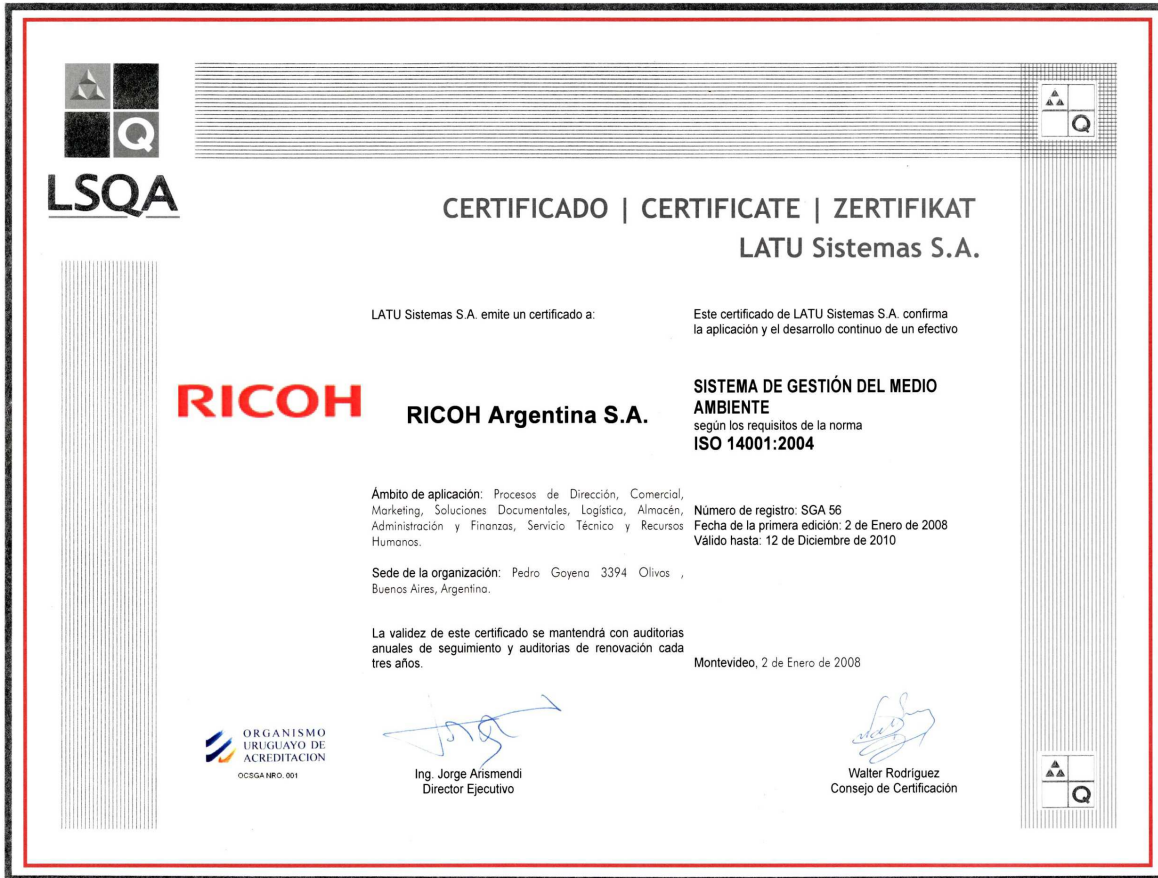 LSQA
Q
Q
CERTIFICADO | CERTIFICATE | ZERTIFIKAT
LATU Sistemas S.A.
LATU Sistemas S.A. emite un certificado a:
Este certificado de LATU Sistemas S.A. confirma
la aplicación y el desarrollo continuo de un efectivo
RICOH
RICOH Argentina S.A.
SISTEMA DE GESTIÓN DEL MEDIO
AMBIENTE
según los requisitos de la norma
ISO 14001:2004
Ámbito de aplicación: Procesos de Dirección, Comercial,
Marketing, Soluciones Documentales, Logística, Almacén,
Administración y Finanzas, Servicio Técnico y Recursos
Humanos.
Número de registro: SGA 56
Fecha de la primera edición: 2 de Enero de 2008
Válido hasta: 12 de Diciembre de 2010
Sede de la organización: Pedro Goyena 3394 Olivos ,
Buenos Aires, Argentina.
La validez de este certificado se mantendrá con auditorias
anuales de seguimiento y auditorias de renovación cada
tres años.
Montevideo, 2 de Enero de 2008
ORGANISMO
URUGUAYO DE
ACREDITACION
OCSGA NRO. 001
Ing. Jorge Arismendi
Director Ejecutivo
Walter Rodríguez
Consejo de Certificación
Q